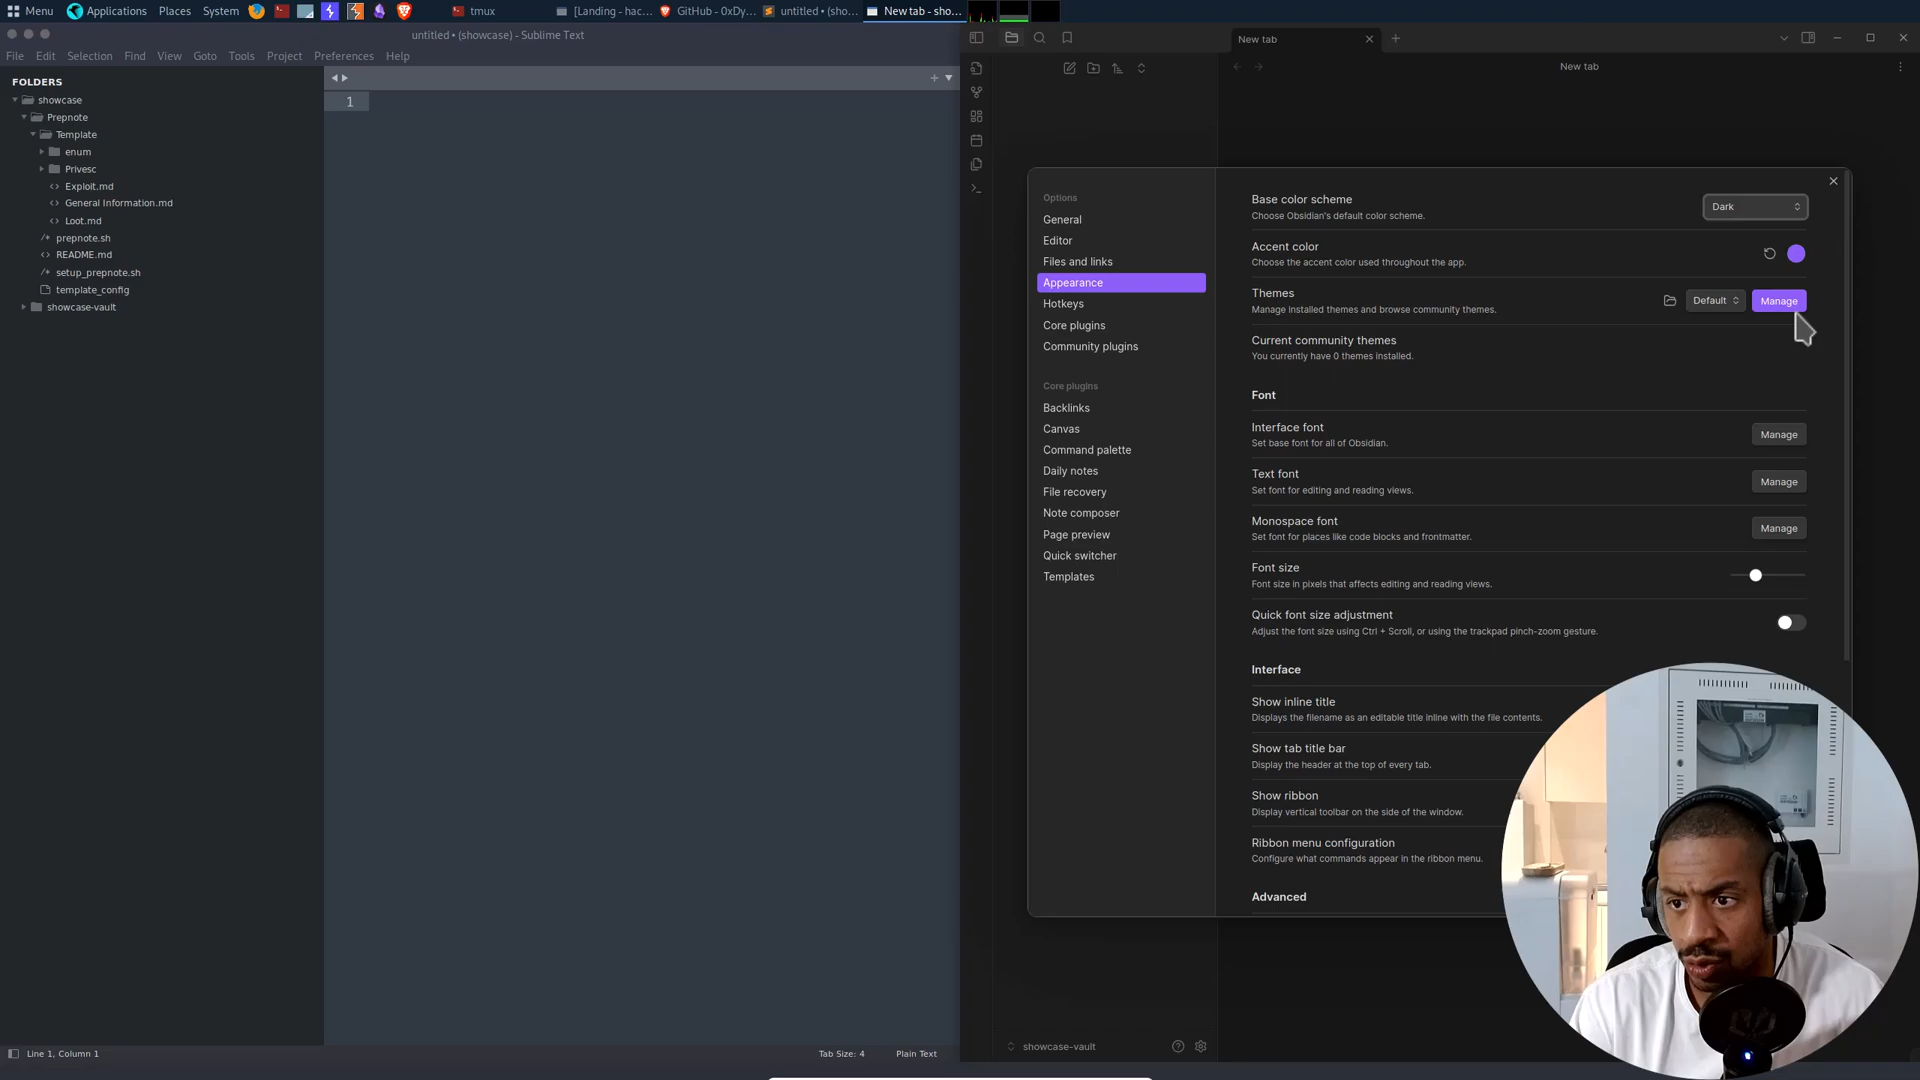 Menu Applications Places System tmux [Landing - hac... GitHub - 0xDy... untitled • (sho... New tab - sho...
untitled • (showcase) - Sublime Text
File Edit Selection Find View Goto Tools Project Preferences Help
FOLDERS
showcase
Prepnote
Template
enum
Privesc
Exploit.md
General Information.md
Loot.md
prepnote.sh
README.md
setup_prepnote.sh
template_config
showcase-vault
1
Line 1, Column 1
Tab Size: 4
Plain Text
New tab
New tab
Options
General
Editor
Files and links
Appearance
Hotkeys
Core plugins
Community plugins
Core plugins
Backlinks
Canvas
Command palette
Daily notes
File recovery
Note composer
Page preview
Quick switcher
Templates
Base color scheme
Choose Obsidian's default color scheme.
Dark
Accent color
Choose the accent color used throughout the app.
Themes
Manage installed themes and browse community themes.
Default
Manage
Current community themes
You currently have 0 themes installed.
Font
Interface font
Set base font for all of Obsidian.
Manage
Text font
Set font for editing and reading views.
Manage
Monospace font
Set font for places like code blocks and frontmatter.
Manage
Font size
Font size in pixels that affects editing and reading views.
Quick font size adjustment
Adjust the font size using Ctrl + Scroll, or using the trackpad pinch-zoom gesture.
Interface
Show inline title
Displays the filename as an editable title inline with the file contents.
Show tab title bar
Display the header at the top of every tab.
Show ribbon
Display vertical toolbar on the side of the window.
Ribbon menu configuration
Configure what commands appear in the ribbon menu.
Advanced
showcase-vault